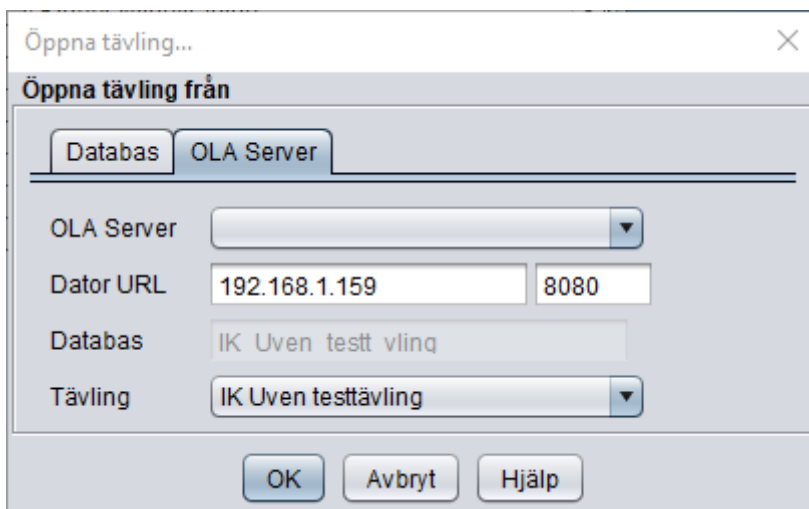 Öppna tävling...
Öppna tävling från
Databas OLA Server
OLA Server
Dator URL 192.168.1.159 8080
Databas IK Uven testt vling
Tävling IK Uven testtävling
OK Avbryt Hjälp